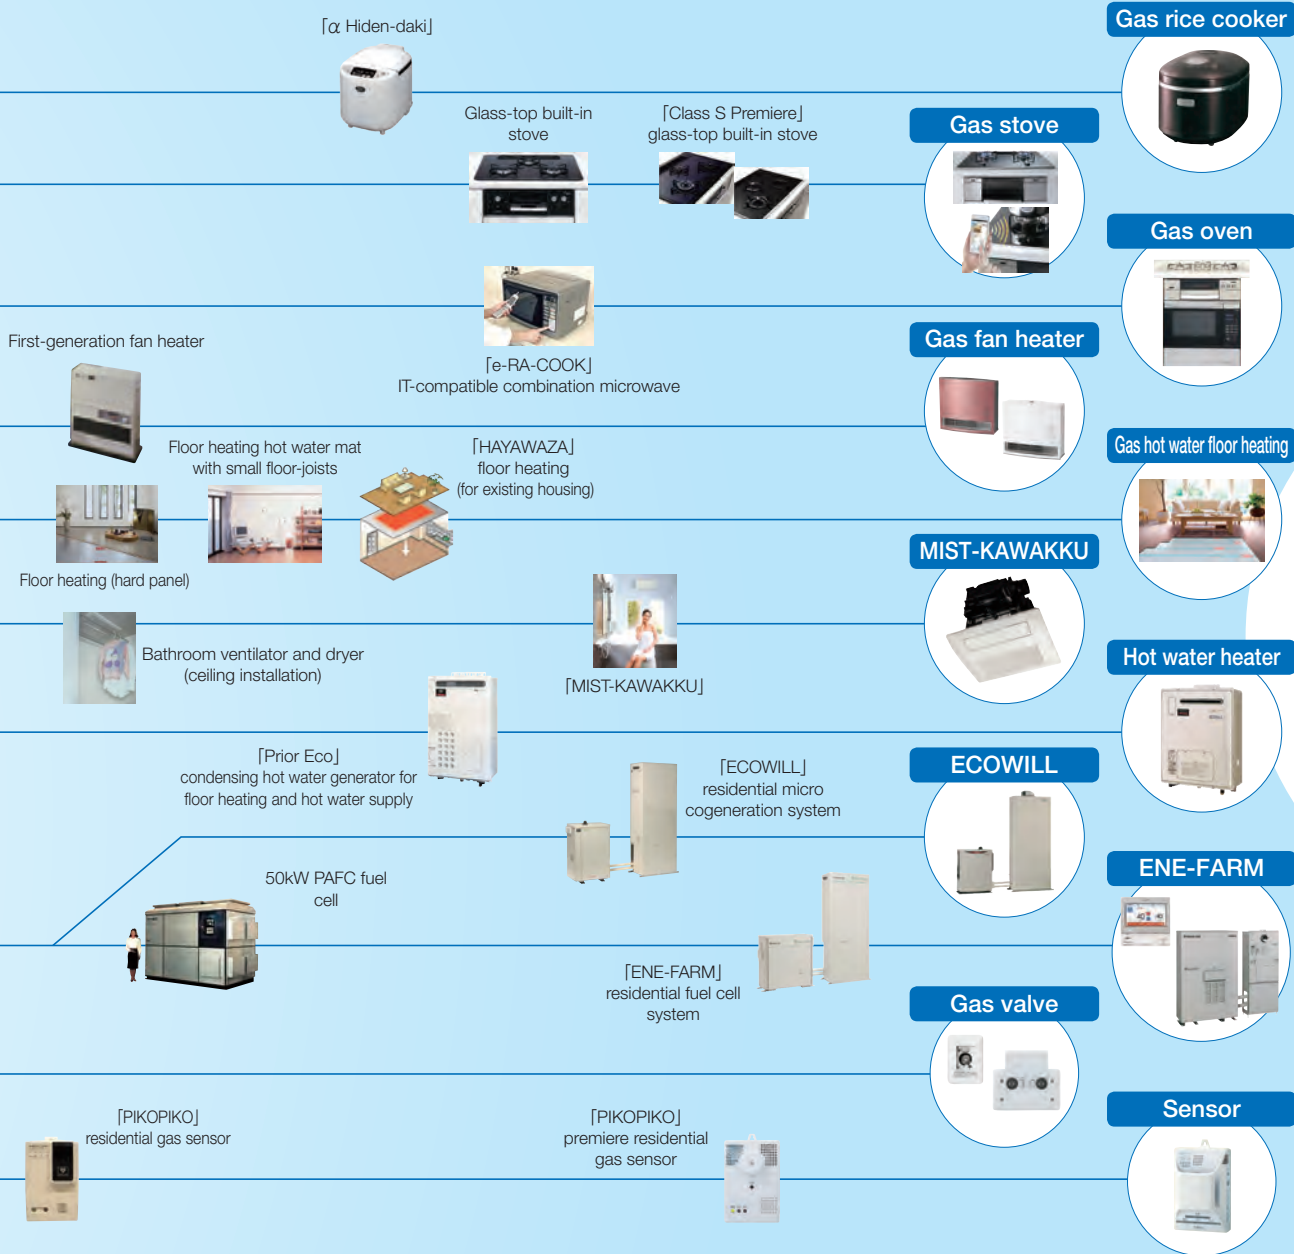 Gas rice cooker
「α Hiden-daki」
Glass-top built-in
stove
「Class S Premiere」
glass-top built-in stove
Gas stove
Gas oven
First-generation fan heater
「e-RA-COOK」
IT-compatible combination microwave
Gas fan heater
Floor heating hot water mat
with small floor-joists
「HAYAWAZA」
floor heating
(for existing housing)
Gas hot water floor heating
Floor heating (hard panel)
MIST-KAWAKKU
Bathroom ventilator and dryer
(ceiling installation)
「MIST-KAWAKKU」
Hot water heater
「Prior Eco」
condensing hot water generator for
floor heating and hot water supply
「ECOWILL」
residential micro
cogeneration system
ECOWILL
50kW PAFC fuel
cell
ENE-FARM
「ENE-FARM」
residential fuel cell
system
Gas valve
「PIKOPIKO」
residential gas sensor
「PIKOPIKO」
premiere residential
gas sensor
Sensor